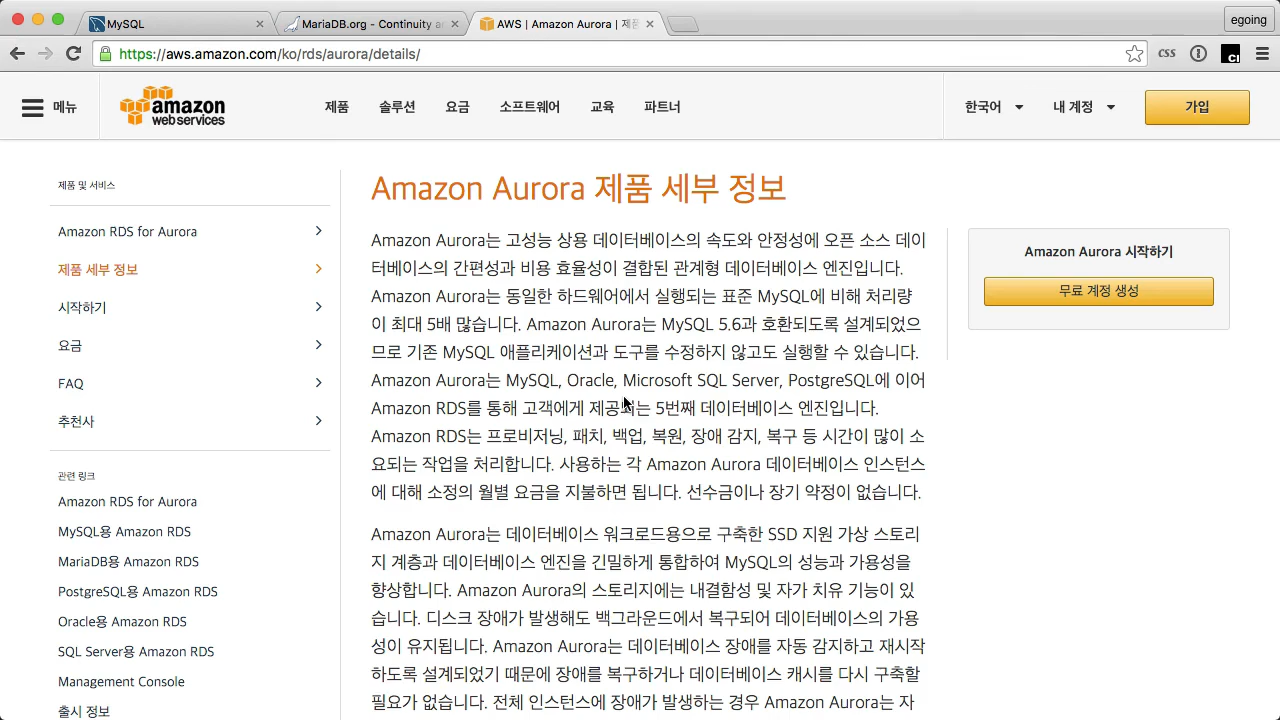 MySQL
MariaDB.org - Continuity a
AWS | Amazon Aurora | 제품
egoing
https://aws.amazon.com/ko/rds/aurora/details/
css
메뉴
amazon
web services
제품
솔루션
요금
소프트웨어
교육
파트너
한국어
내 계정
가입
제품 및 서비스
Amazon RDS for Aurora
제품 세부 정보
시작하기
요금
FAQ
추천사
관련 링크
Amazon RDS for Aurora
MySQL용 Amazon RDS
MariaDB용 Amazon RDS
PostgreSQL용 Amazon RDS
Oracle용 Amazon RDS
SQL Server용 Amazon RDS
Management Console
출시 정보
Amazon Aurora 제품 세부 정보
Amazon Aurora는 고성능 상용 데이터베이스의 속도와 안정성에 오픈 소스 데이
터베이스의 간편성과 비용 효율성이 결합된 관계형 데이터베이스 엔진입니다.
Amazon Aurora는 동일한 하드웨어에서 실행되는 표준 MySQL에 비해 처리량
이 최대 5배 많습니다. Amazon Aurora는 MySQL 5.6과 호환되도록 설계되었으
므로 기존 MySQL 애플리케이션과 도구를 수정하지 않고도 실행할 수 있습니다.
Amazon Aurora는 MySQL, Oracle, Microsoft SQL Server, PostgreSQL에 이어
Amazon RDS를 통해 고객에게 제공되는 5번째 데이터베이스 엔진입니다.
Amazon RDS는 프로비저닝, 패치, 백업, 복원, 장애 감지, 복구 등 시간이 많이 소
요되는 작업을 처리합니다. 사용하는 각 Amazon Aurora 데이터베이스 인스턴스
에 대해 소정의 월별 요금을 지불하면 됩니다. 선수금이나 장기 약정이 없습니다.
Amazon Aurora는 데이터베이스 워크로드용으로 구축한 SSD 지원 가상 스토리
지 계층과 데이터베이스 엔진을 긴밀하게 통합하여 MySQL의 성능과 가용성을
향상합니다. Amazon Aurora의 스토리지에는 내결함성 및 자가 치유 기능이 있
습니다. 디스크 장애가 발생해도 백그라운드에서 복구되어 데이터베이스의 가용
성이 유지됩니다. Amazon Aurora는 데이터베이스 장애를 자동 감지하고 재시작
하도록 설계되었기 때문에 장애를 복구하거나 데이터베이스 캐시를 다시 구축할
필요가 없습니다. 전체 인스턴스에 장애가 발생하는 경우 Amazon Aurora는 자
Amazon Aurora 시작하기
무료 계정 생성